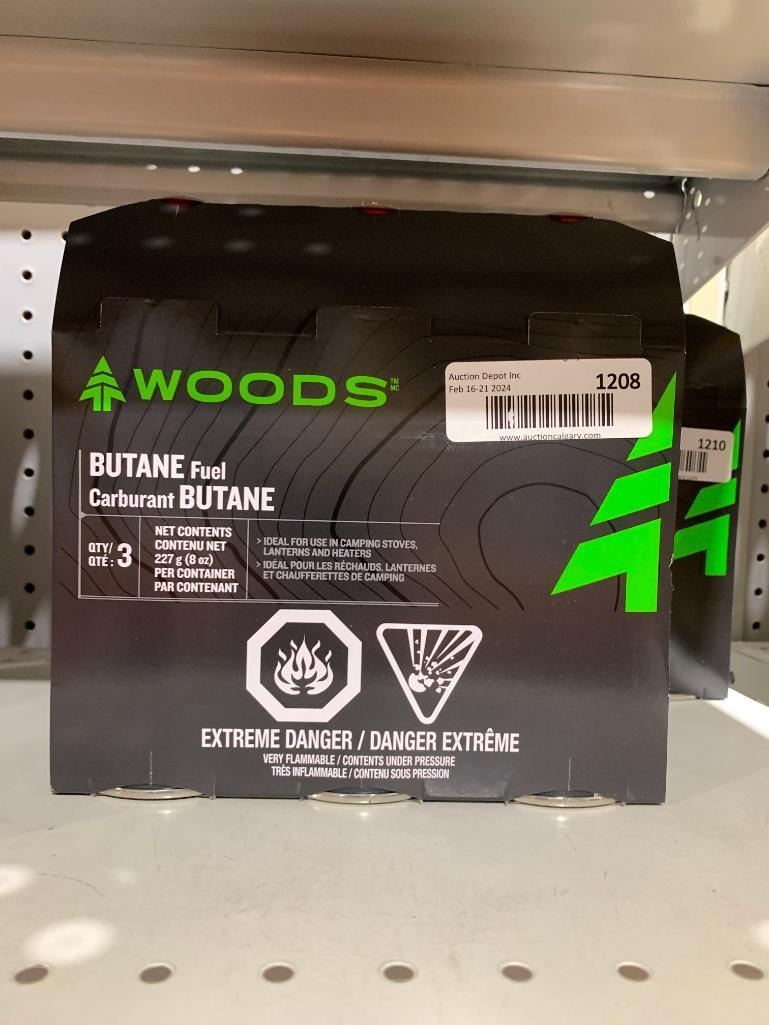 WOODS TM MC
Auction Depot Inc
Feb 16-21 2024
1208
www.auctioncalgary.com
1210
BUTANE Fuel
Carburant BUTANE
QTY/
QTÉ : 3
NET CONTENTS
CONTENU NET
227 g (8 oz)
PER CONTAINER
PAR CONTENANT
> IDEAL FOR USE IN CAMPING STOVES,
LANTERNS AND HEATERS
> IDÉAL POUR LES RÉCHAUDS, LANTERNES
ET CHAUFFERETTES DE CAMPING
EXTREME DANGER / DANGER EXTRÊME
VERY FLAMMABLE / CONTENTS UNDER PRESSURE
TRÈS INFLAMMABLE / CONTENU SOUS PRESSION